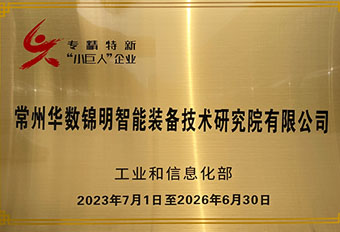 专精特新
“小巨人”企业
常州华数锦明智能装备技术研究院有限公司
工业和信息化部
2023年7月1日至2026年6月30日